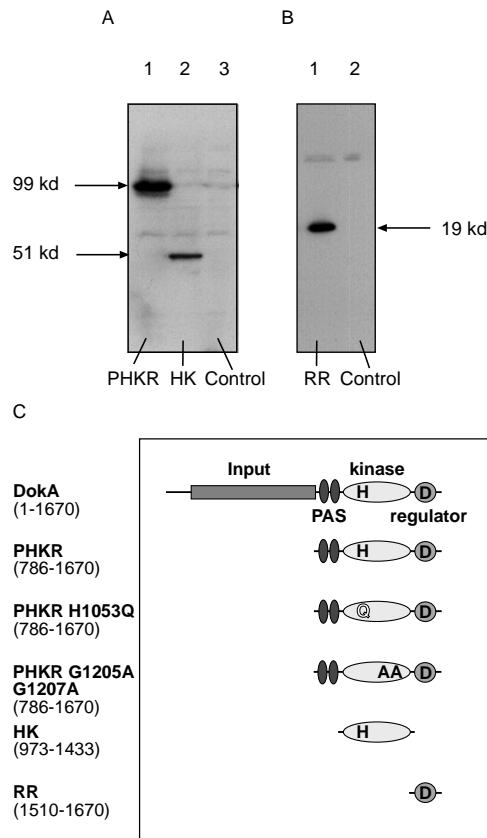 A
B
1 2 3
1 2
99 kd
51 kd
19 kd
PHKR HK Control
RR Control
C
Input kinase
DokA
(1-1670)
H D
PAS regulator
PHKR
(786-1670)
H D
PHKR H1053Q
(786-1670)
Q D
PHKR G1205A
G1207A
(786-1670)
AA D
HK
(973-1433)
H
RR
(1510-1670)
D